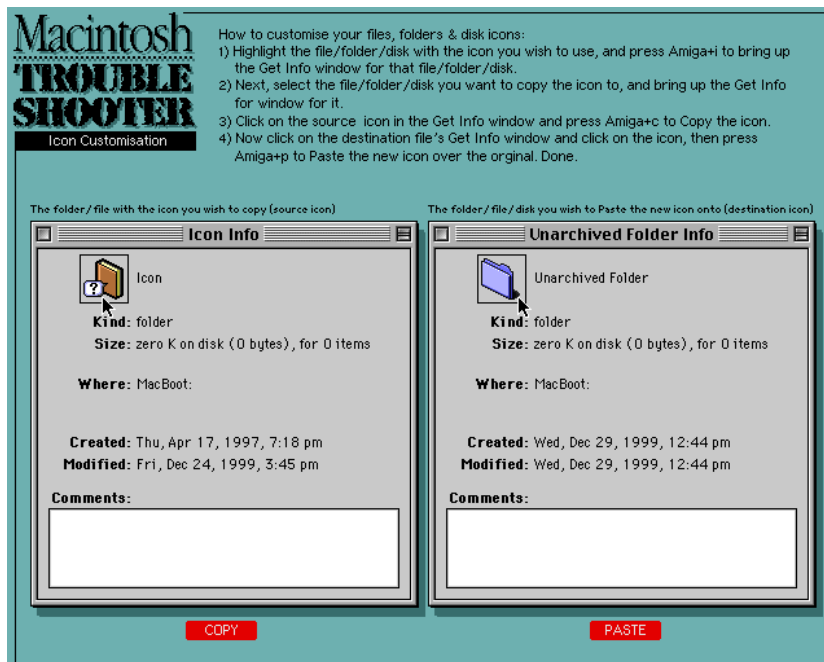 Macintosh
TROUBLE
SHOOTER
Icon Customisation
How to customise your files, folders & disk icons:
1) Highlight the file/folder/disk with the icon you wish to use, and press Amiga+i to bring up
the Get Info window for that file/folder/disk.
2) Next, select the file/folder/disk you want to copy the icon to, and bring up the Get Info
for window for it.
3) Click on the source icon in the Get Info window and press Amiga+c to Copy the icon.
4) Now click on the destination file's Get Info window and click on the icon, then press
Amiga+p to Paste the new icon over the orginal. Done.
The folder/file with the icon you wish to copy (source icon)
Icon Info
Icon
?
Kind: folder
Size: zero K on disk (0 bytes), for 0 items
Where: MacBoot:
Created: Thu, Apr 17, 1997, 7:18 pm
Modified: Fri, Dec 24, 1999, 3:45 pm
Comments:
COPY
The folder/file/disk you wish to Paste the new icon onto (destination icon)
Unarchived Folder Info
Unarchived Folder
Kind: folder
Size: zero K on disk (0 bytes), for 0 items
Where: MacBoot:
Created: Wed, Dec 29, 1999, 12:44 pm
Modified: Wed, Dec 29, 1999, 12:44 pm
Comments:
PASTE